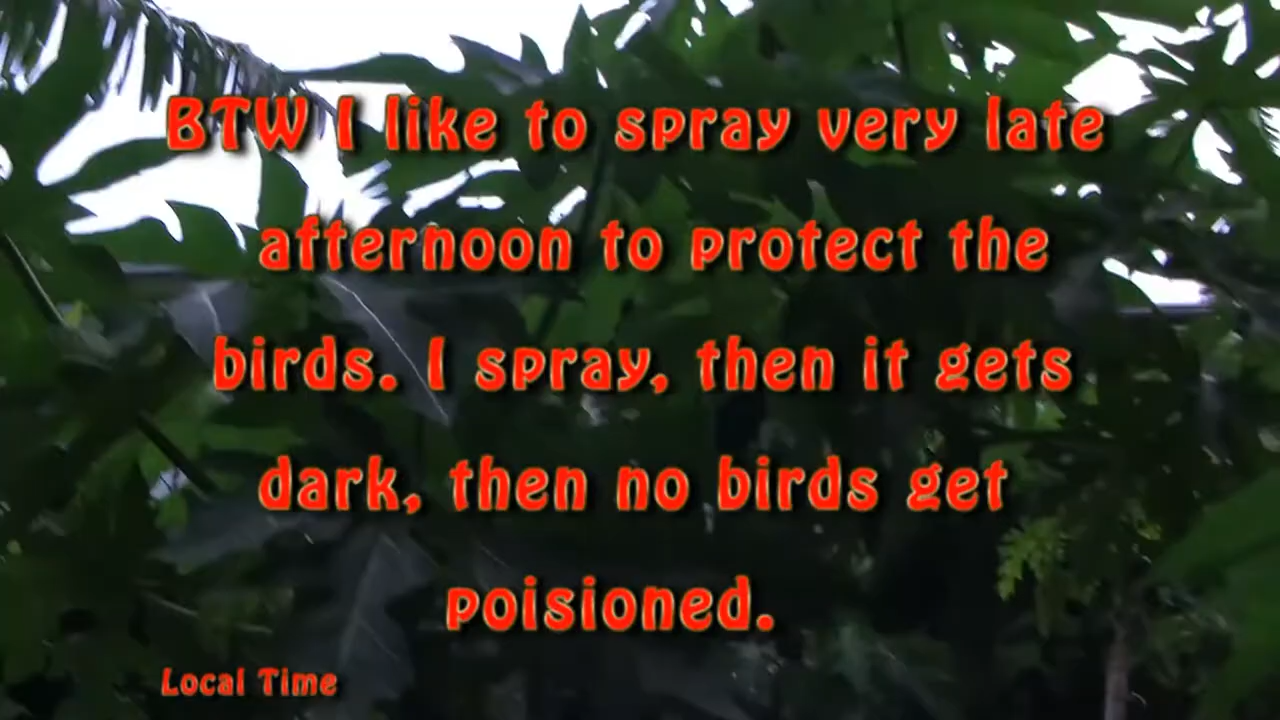 BTW I like to spray very late
afternoon to protect the
birds. I spray, then it gets
dark, then no birds get
poisioned.
Local Time